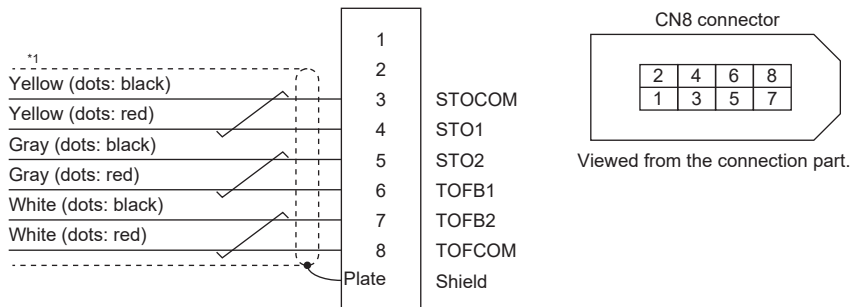 CN8 connector
1
2
*1
Yellow (dots: black)
3 STOCOM
Yellow (dots: red)
4 STO1
Gray (dots: black)
5 STO2
Gray (dots: red)
6 TOFB1
White (dots: black)
7 TOFB2
White (dots: red)
8 TOFCOM
Plate Shield
2 4 6 8
1 3 5 7
Viewed from the connection part.